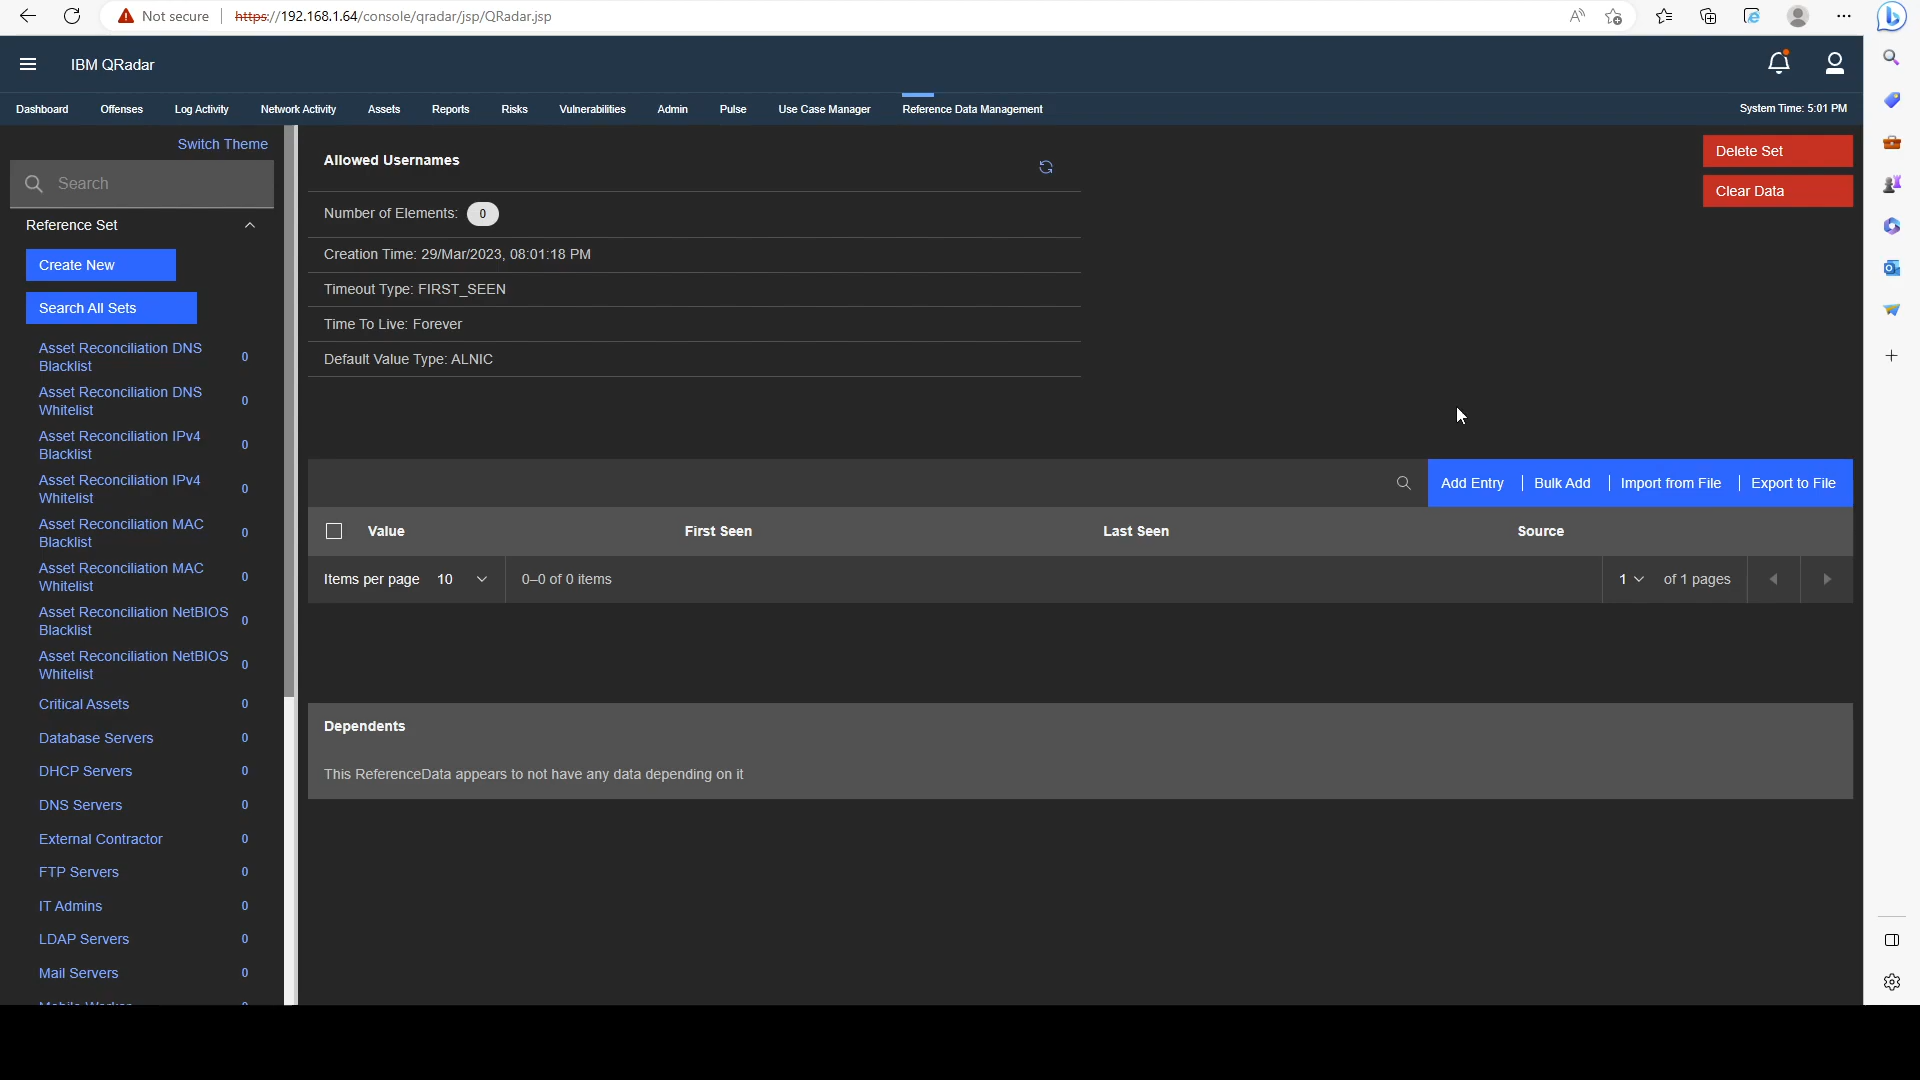 Not secure
https://192.168.1.64/console/qradar/jsp/QRadar.jsp
IBM QRadar
Dashboard Offenses Log Activity Network Activity Assets Reports Risks Vulnerabilities Admin Pulse Use Case Manager Reference Data Management System Time: 5:01 PM
Switch Theme
Search
Reference Set
Create New
Search All Sets
Asset Reconciliation DNS
Blacklist 0
Asset Reconciliation DNS
Whitelist 0
Asset Reconciliation IPv4
Blacklist 0
Asset Reconciliation IPv4
Whitelist 0
Asset Reconciliation MAC
Blacklist 0
Asset Reconciliation MAC
Whitelist 0
Asset Reconciliation NetBIOS
Blacklist 0
Asset Reconciliation NetBIOS
Whitelist 0
Critical Assets 0
Database Servers 0
DHCP Servers 0
DNS Servers 0
External Contractor 0
FTP Servers 0
IT Admins 0
LDAP Servers 0
Mail Servers 0
Allowed Usernames
Number of Elements: 0
Creation Time: 29/Mar/2023, 08:01:18 PM
Timeout Type: FIRST_SEEN
Time To Live: Forever
Default Value Type: ALNIC
Delete Set
Clear Data
Add Entry Bulk Add Import from File Export to File
Value First Seen Last Seen Source
Items per page 10 0–0 of 0 items 1 of 1 pages
Dependents
This ReferenceData appears to not have any data depending on it